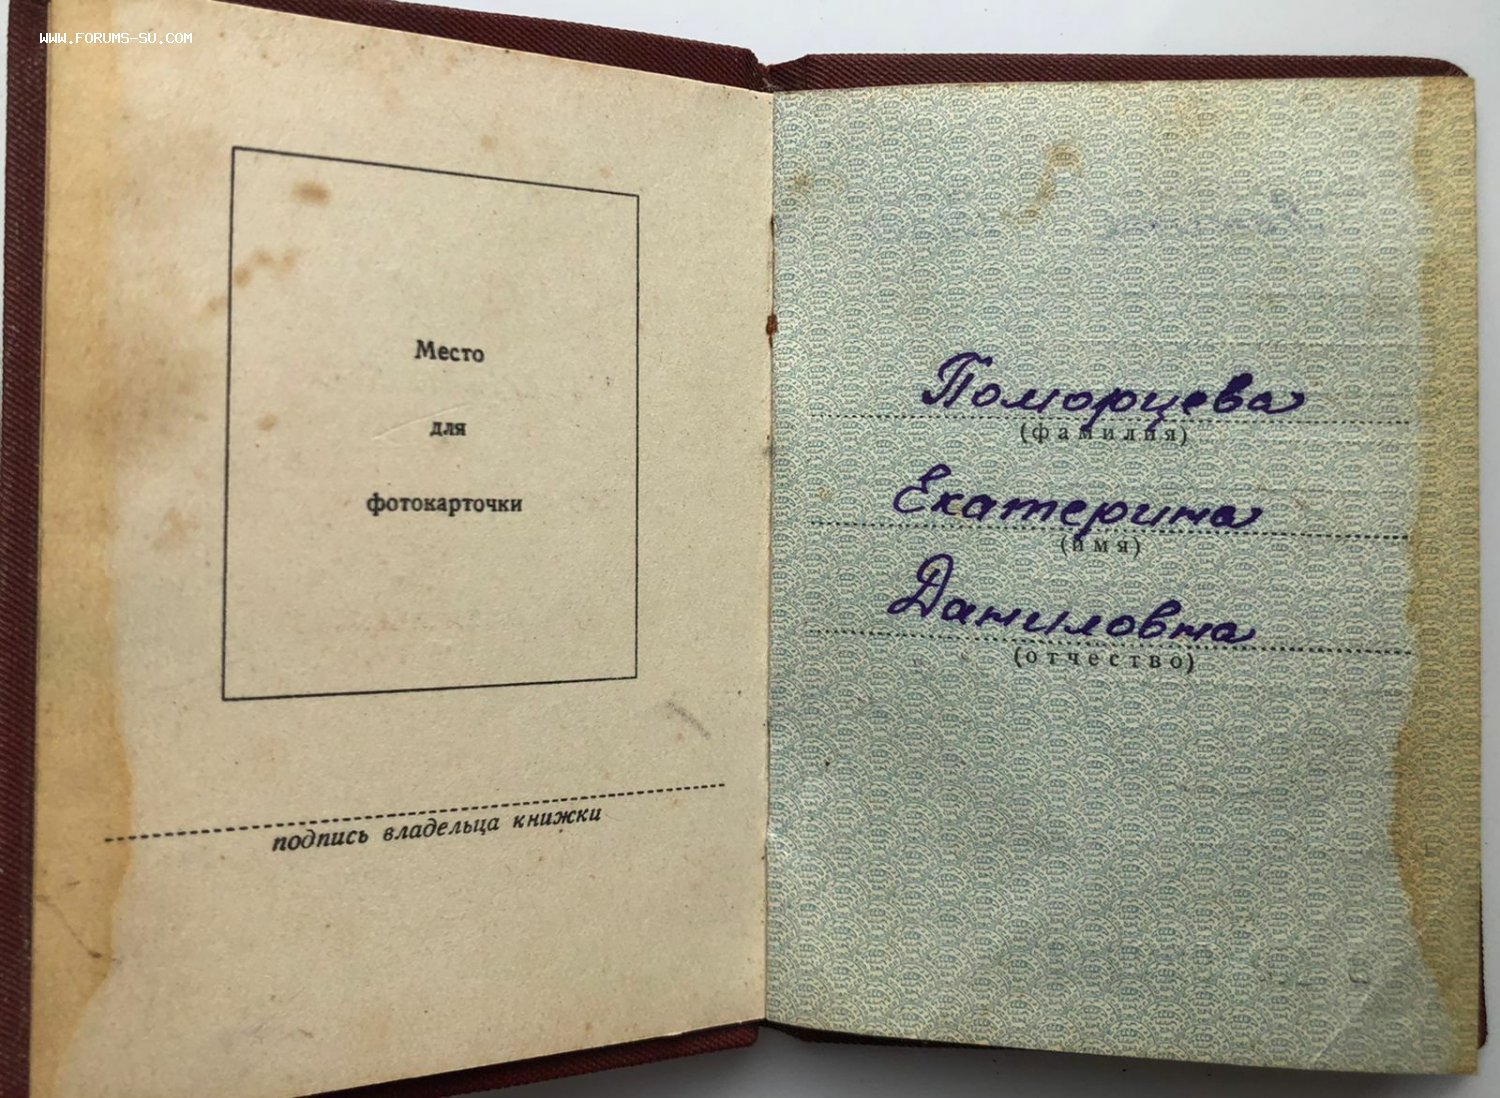 WWW.FORUMS-SU.COM
Место
для
фотокарточки
подпись владельца книжки
Поморцева
(фамилия)
Екатерина
(имя)
Даниловна
(отчество)